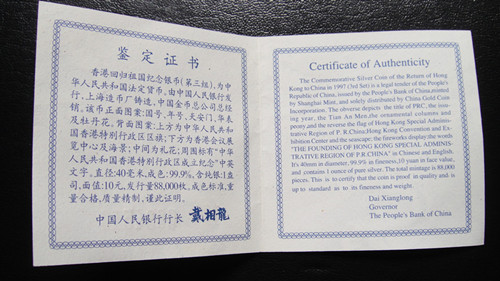 鉴定证书
香港回归祖国纪念银币(第三组),为中
华人民共和国法定货币,由中国人民银行发
行,上海造币厂铸造,中国金币总公司总经
销,该币正面图案:国号、年号、天安门、华表
及牡丹花,背面图案:上方为中华人民共和
国香港特别行政区区旗;下方为香港会议展
览中心及海景;中间为礼花;周围标有“中华
人民共和国香港特别行政区成立纪念”中英
文字,直径:40毫米,成色:99.9%,含纯银1盎
司,面值:10元,发行量88,000枚,成色标准,重
量合格,质量精制,谨此证明。
中国人民银行行长 戴相龍
Certificate of Authenticity
The Commemorative Silver Coin of the Return of Hong
Kong to China in 1997 (3rd Set) is a legal tender of the People's
Republic of China, issued by the People's Bank of China,minted
by Shanghai Mint, and solely distributed by China Gold Coin
Incorporation. The obverse depicts the title of PRC, the issu-
ing year, the Tian An Men,the ornamental columns and
peony and the reverse the flag of Hong Kong Special Adminis-
trative Region of P.R.China,Hong Kong Convention and Ex-
hibition Center and the seascape; the fireworks display the words
"THE FOUNDING OF HONG KONG SPECIAL ADMINIS-
TRATIVE REGION OF P.R.CHINA" in Chinese and English.
It's 40mm in diameter, 99.9% in fineness,10 yuan in face value,
and contains 1 ounce of pure silver. The total mintage is 88,000
pieces. This is to certify that the coin is proof in quality and is
up to standard as to its fineness and weight.
Dai Xianglong
Governor
The People's Bank of China